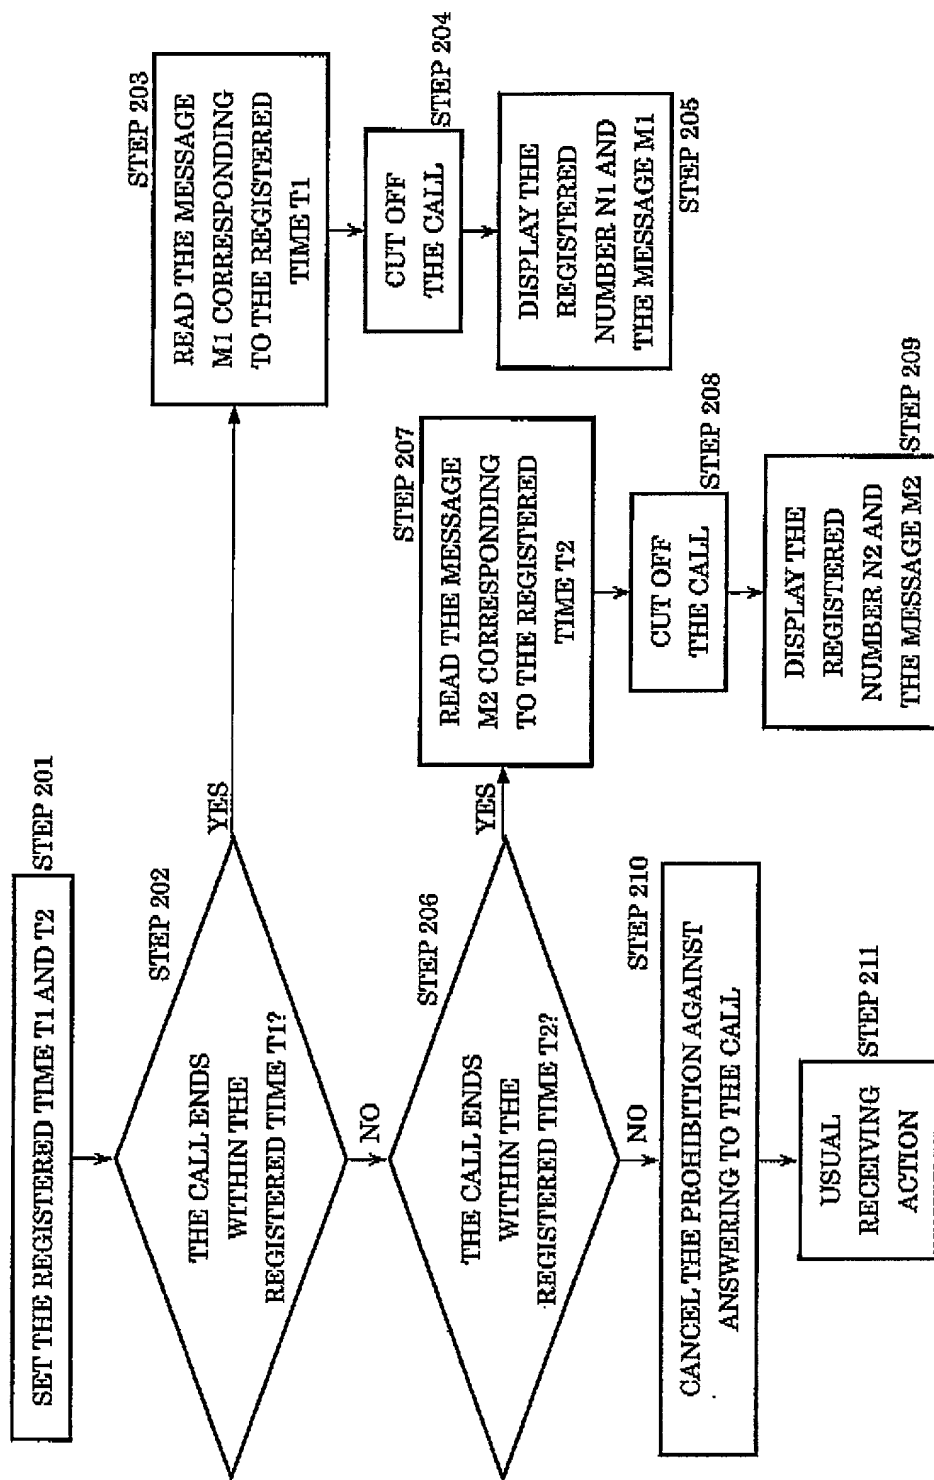 SET THE REGISTERED TIME T1 AND T2
STEP 201
STEP 202
THE CALL ENDS
WITHIN THE
REGISTERED TIME T1?
YES
NO
STEP 203
READ THE MESSAGE
M1 CORRESPONDING
TO THE REGISTERED
TIME T1
STEP 204
CUT OFF
THE CALL
DISPLAY THE
REGISTERED
NUMBER N1 AND
THE MESSAGE M1
STEP 205
STEP 206
THE CALL ENDS
WITHIN THE
REGISTERED TIME T2?
YES
NO
STEP 207
READ THE MESSAGE
M2 CORRESPONDING
TO THE REGISTERED
TIME T2
STEP 208
CUT OFF
THE CALL
DISPLAY THE
REGISTERED
NUMBER N2 AND
THE MESSAGE M2
STEP 209
STEP 210
CANCEL THE PROHIBITION AGAINST
ANSWERING TO THE CALL
STEP 211
USUAL
RECEIVING
ACTION